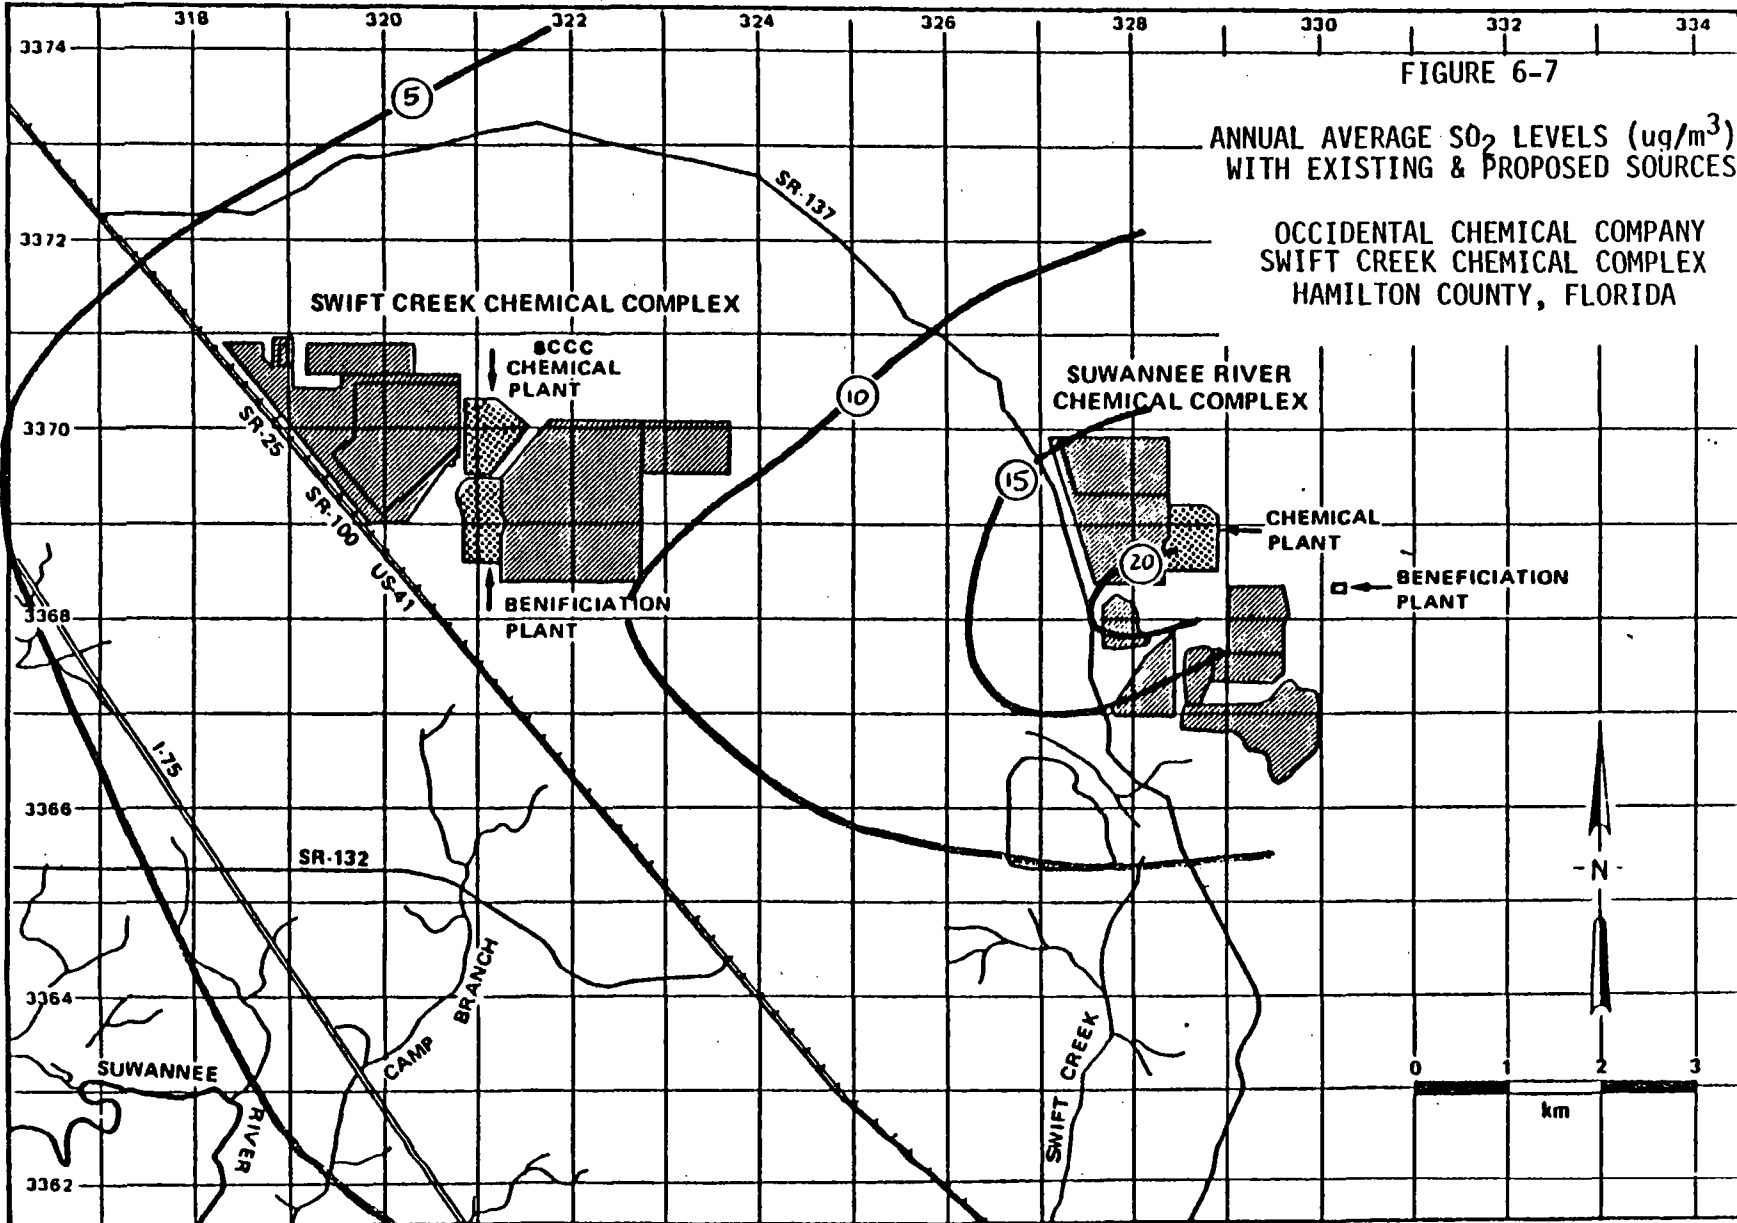 318 320 322 324 326 328 330 332 334
3374
FIGURE 6-7
5
ANNUAL AVERAGE SO2 LEVELS (ug/m3)
WITH EXISTING & PROPOSED SOURCES
SR-137
3372
OCCIDENTAL CHEMICAL COMPANY
SWIFT CREEK CHEMICAL COMPLEX
HAMILTON COUNTY, FLORIDA
SWIFT CREEK CHEMICAL COMPLEX
SCCC
CHEMICAL
PLANT
10
SUWANNEE RIVER
CHEMICAL COMPLEX
3370
SR-25
15
SR-100
CHEMICAL
PLANT
US-41
20
BENEFICIATION
PLANT
BENIFICIATION
PLANT
3368
I-75
3366
SR-132
N
3364
BRANCH
CAMP
SUWANNEE
RIVER
SWIFT CREEK
0 2 3
km
3362